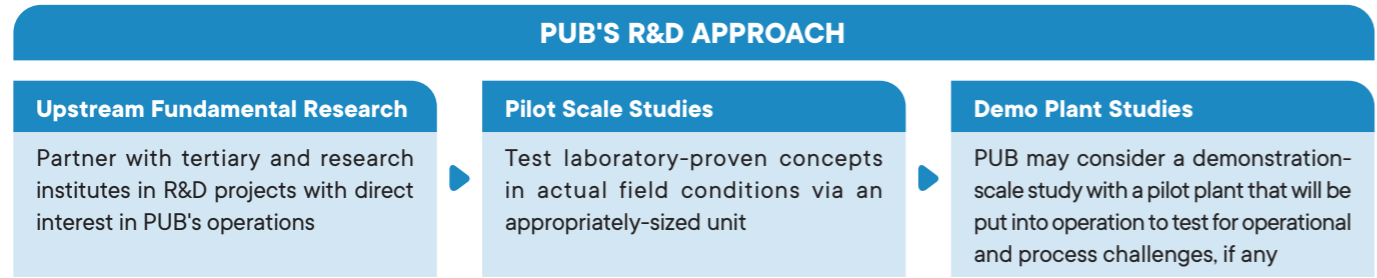 PUB'S R&D APPROACH
Upstream Fundamental Research
Partner with tertiary and research
institutes in R&D projects with direct
interest in PUB's operations
Pilot Scale Studies
Test laboratory-proven concepts
in actual field conditions via an
appropriately-sized unit
Demo Plant Studies
PUB may consider a demonstration-
scale study with a pilot plant that will be
put into operation to test for operational
and process challenges, if any